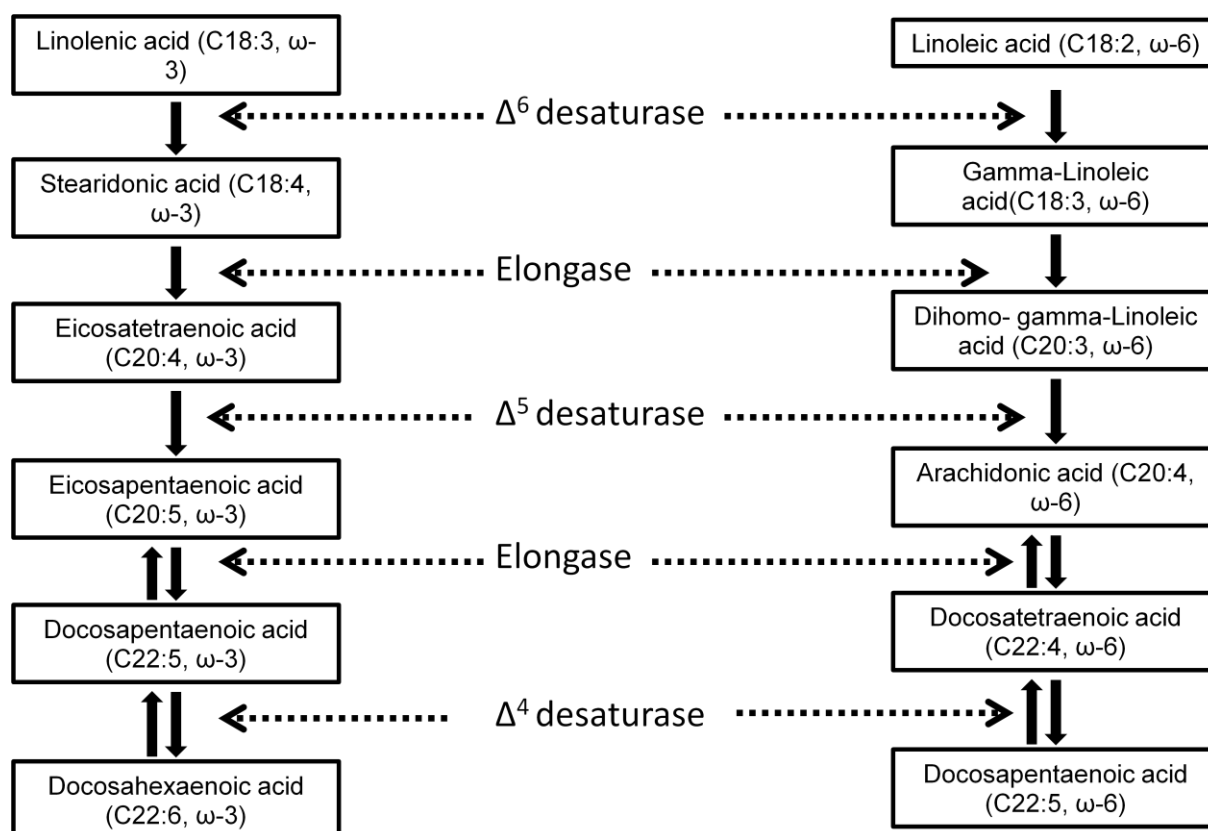 Linolenic acid (C18:3, ω-
3)
Linoleic acid (C18:2, ω-6)
Δ⁶ desaturase
Stearidonic acid (C18:4,
ω-3)
Gamma-Linoleic
acid(C18:3, ω-6)
Elongase
Eicosatetraenoic acid
(C20:4, ω-3)
Dihomo- gamma-Linoleic
acid (C20:3, ω-6)
Δ⁵ desaturase
Eicosapentaenoic acid
(C20:5, ω-3)
Arachidonic acid (C20:4,
ω-6)
Elongase
Docosapentaenoic acid
(C22:5, ω-3)
Docosatetraenoic acid
(C22:4, ω-6)
Δ⁴ desaturase
Docosahexaenoic acid
(C22:6, ω-3)
Docosapentaenoic acid
(C22:5, ω-6)